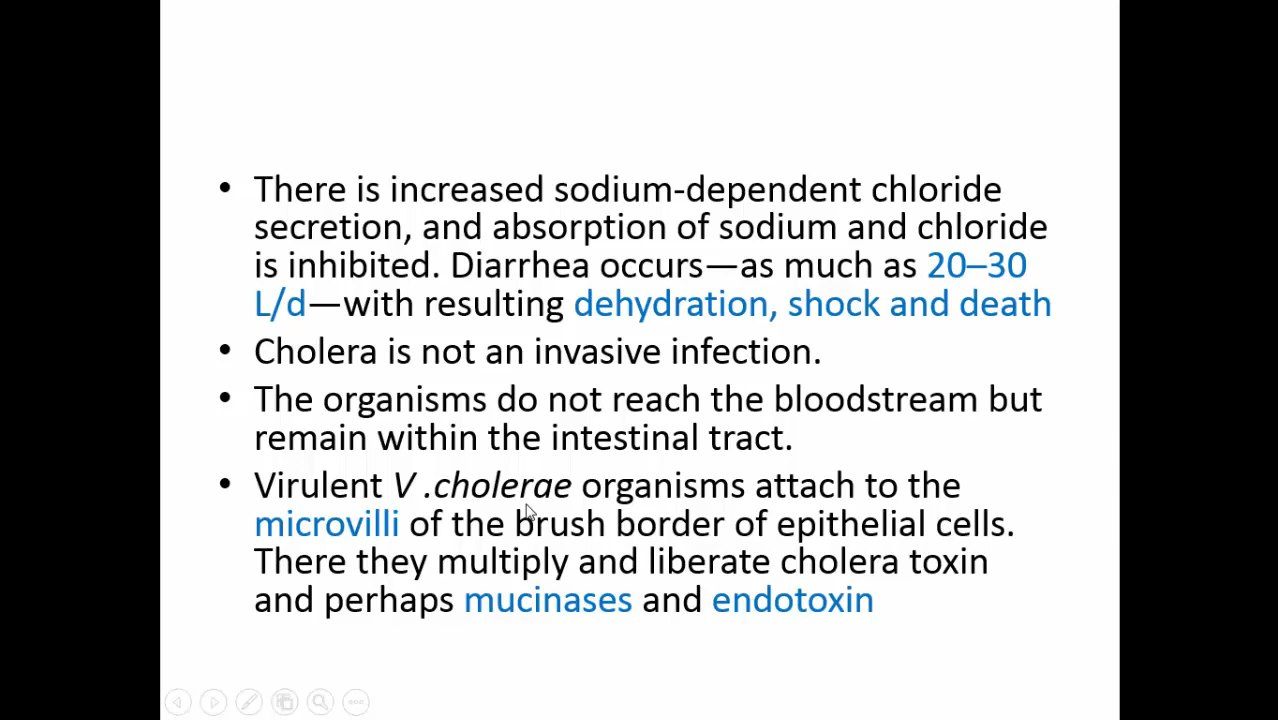 • There is increased sodium-dependent chloride
secretion, and absorption of sodium and chloride
is inhibited. Diarrhea occurs—as much as 20–30
L/d—with resulting dehydration, shock and death
• Cholera is not an invasive infection.
• The organisms do not reach the bloodstream but
remain within the intestinal tract.
• Virulent V .cholerae organisms attach to the
microvilli of the brush border of epithelial cells.
There they multiply and liberate cholera toxin
and perhaps mucinases and endotoxin